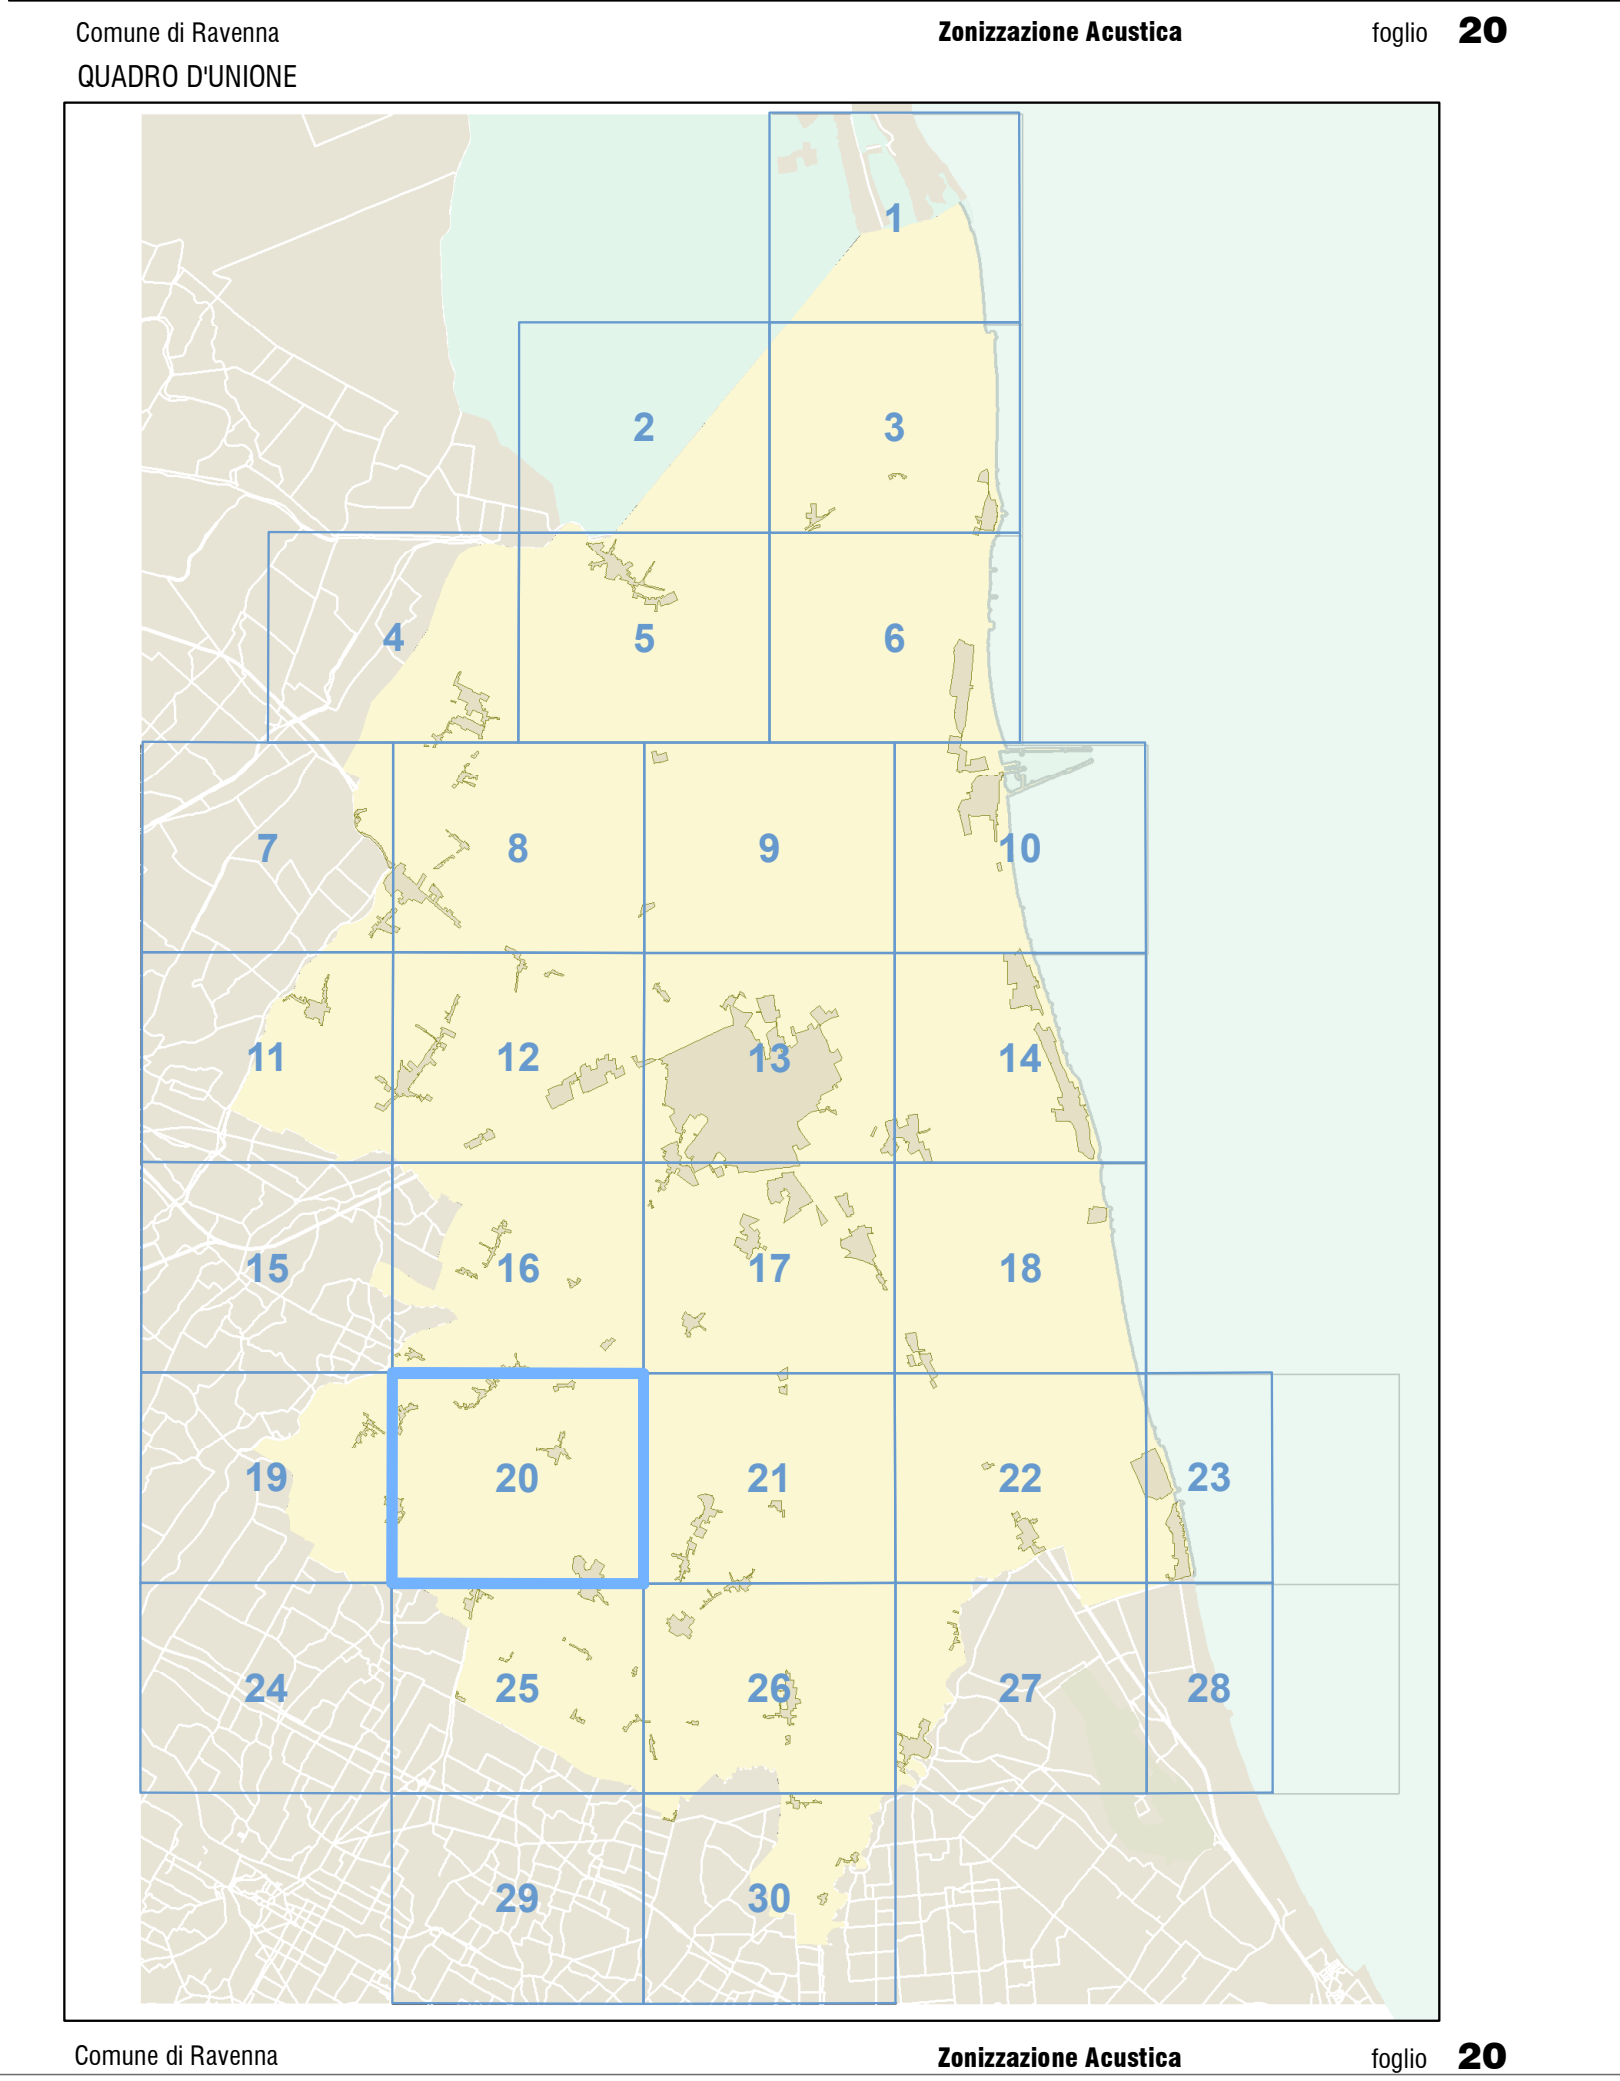 Comune di Ravenna Zonizzazione Acustica foglio 20
QUADRO D'UNIONE
1
2 3
4 5 6
7 8 9 10
11 12 13 14
15 16 17 18
19 20 21 22 23
24 25 26 27 28
29 30
Comune di Ravenna Zonizzazione Acustica foglio 20